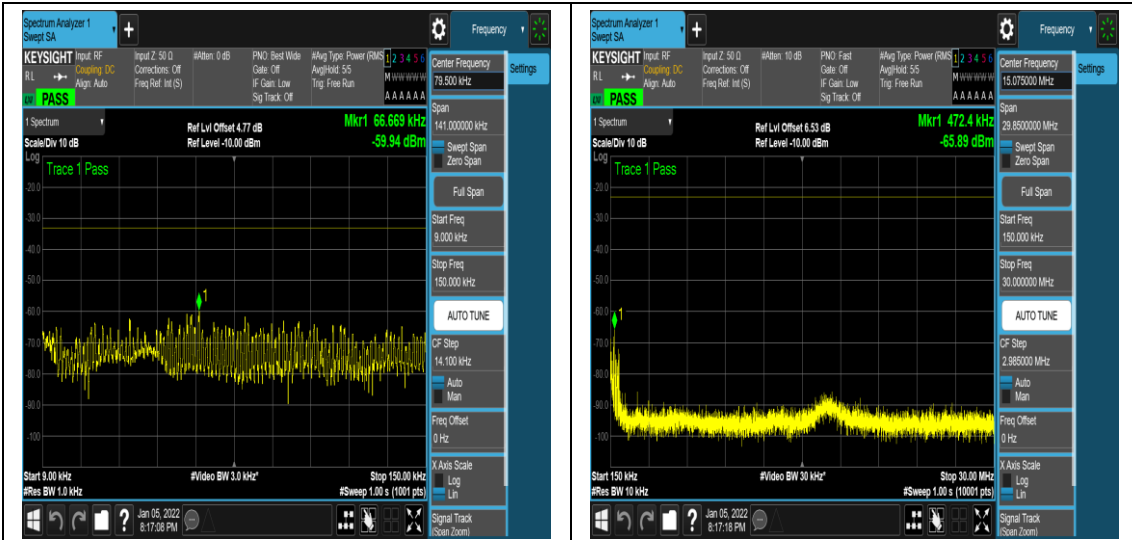 Spectrum Analyzer 1
Swept SA
+
Frequency
KEYSIGHT
Input: RF
Coupling: DC
Align: Auto
RL
Input Z: 50 Ω
Corrections: Off
Freq Ref: Int (S)
#Atten: 0 dB
PNO: Best Wide
Gate: Off
IF Gain: Low
Sig Track: Off
#Avg Type: Power (RMS
Avg|Hold: 5/5
Trig: Free Run
1 2 3 4 5 6
M W W W W W
A A A A A A
PASS
1 Spectrum
Scale/Div 10 dB
Ref Lvl Offset 4.77 dB
Ref Level -10.00 dBm
Mkr1 66.669 kHz
-59.94 dBm
Log
Trace 1 Pass
-20.0
-30.0
-40.0
-50.0
-60.0
-70.0
-80.0
-90.0
-100
1
Start 9.00 kHz
#Res BW 1.0 kHz
#Video BW 3.0 kHz*
Stop 150.00 kHz
#Sweep 1.00 s (1001 pts)
Jan 05, 2022
8:17:08 PM
?
Center Frequency
79.500 kHz
Settings
Span
141.000000 kHz
Swept Span
Zero Span
Full Span
Start Freq
9.000 kHz
Stop Freq
150.000 kHz
AUTO TUNE
CF Step
14.100 kHz
Auto
Man
Freq Offset
0 Hz
X Axis Scale
Log
Lin
Signal Track
(Span Zoom)
Spectrum Analyzer 1
Swept SA
+
Frequency
KEYSIGHT
Input: RF
Coupling: DC
Align: Auto
RL
Input Z: 50 Ω
Corrections: Off
Freq Ref: Int (S)
#Atten: 10 dB
PNO: Fast
Gate: Off
IF Gain: Low
Sig Track: Off
#Avg Type: Power (RMS
Avg|Hold: 5/5
Trig: Free Run
1 2 3 4 5 6
M W W W W W
A A A A A A
PASS
1 Spectrum
Scale/Div 10 dB
Ref Lvl Offset 6.53 dB
Ref Level -10.00 dBm
Mkr1 472.4 kHz
-65.89 dBm
Log
Trace 1 Pass
-20.0
-30.0
-40.0
-50.0
-60.0
-70.0
-80.0
-90.0
-100
1
Start 150 kHz
#Res BW 10 kHz
#Video BW 30 kHz*
Stop 30.00 MHz
#Sweep 1.00 s (10001 pts)
Jan 05, 2022
8:17:18 PM
?
Center Frequency
15.075000 MHz
Settings
Span
29.8500000 MHz
Swept Span
Zero Span
Full Span
Start Freq
150.000 kHz
Stop Freq
30.000000 MHz
AUTO TUNE
CF Step
2.985000 MHz
Auto
Man
Freq Offset
0 Hz
X Axis Scale
Log
Lin
Signal Track
(Span Zoom)